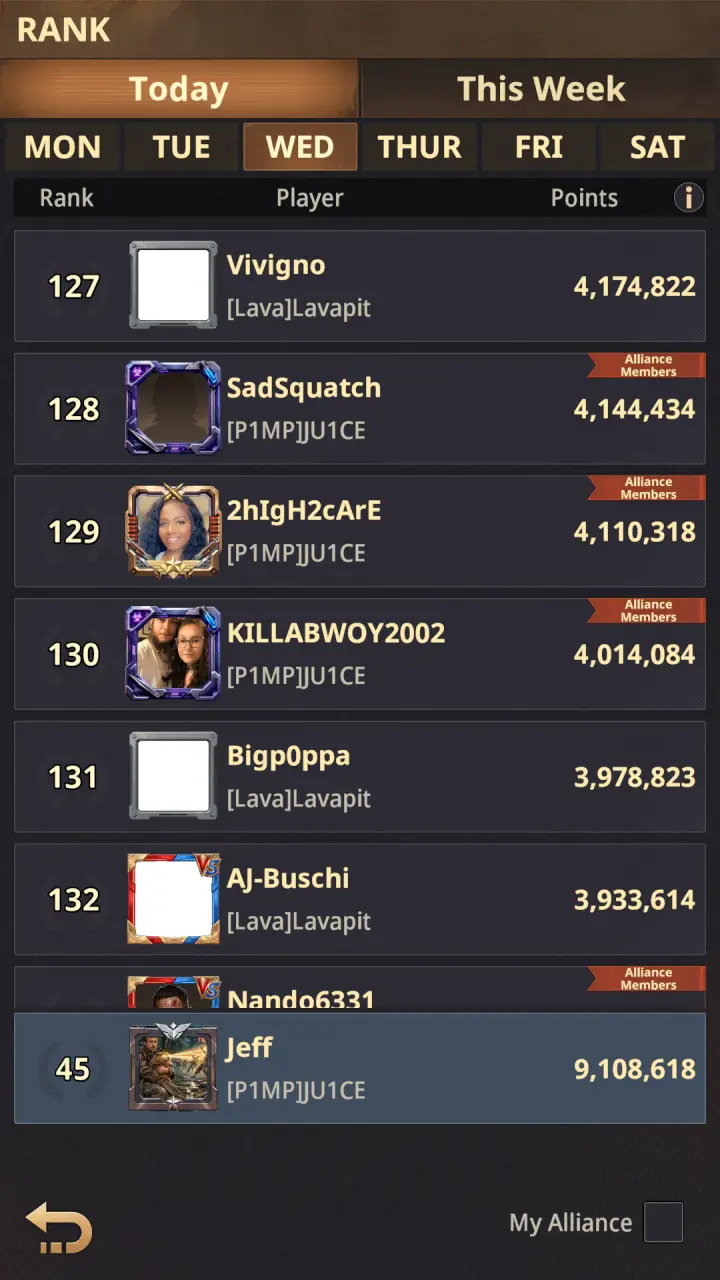 RANK
Today
This Week
MON TUE WED THUR FRI SAT
Rank Player Points i
127 Vivigno 4,174,822
[Lava]Lavapit
Alliance Members
128 SadSquatch 4,144,434
[P1MP]JU1CE
Alliance Members
129 2hIgH2cArE 4,110,318
[P1MP]JU1CE
Alliance Members
130 KILLABWOY2002 4,014,084
[P1MP]JU1CE
131 Bigp0ppa 3,978,823
[Lava]Lavapit
VS
132 AJ-Buschi 3,933,614
[Lava]Lavapit
Alliance Members
VS
Nando6331
45 Jeff 9,108,618
[P1MP]JU1CE
My Alliance